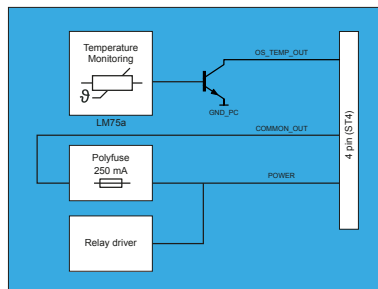 Temperature
Monitoring
ϑ
LM75a
OS_TEMP_OUT
GND_PC
COMMON_OUT
4 pin (ST4)
Polyfuse
250 mA
POWER
Relay driver